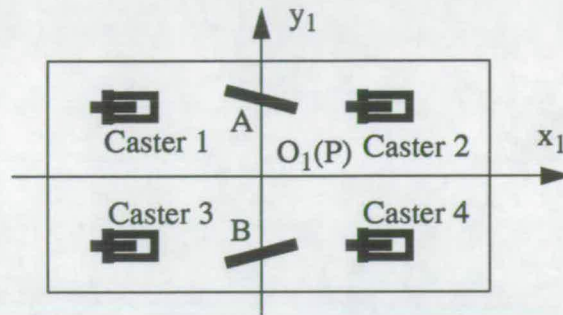 y₁
A
Caster 1
O₁(P)
Caster 2
x₁
Caster 3
B
Caster 4